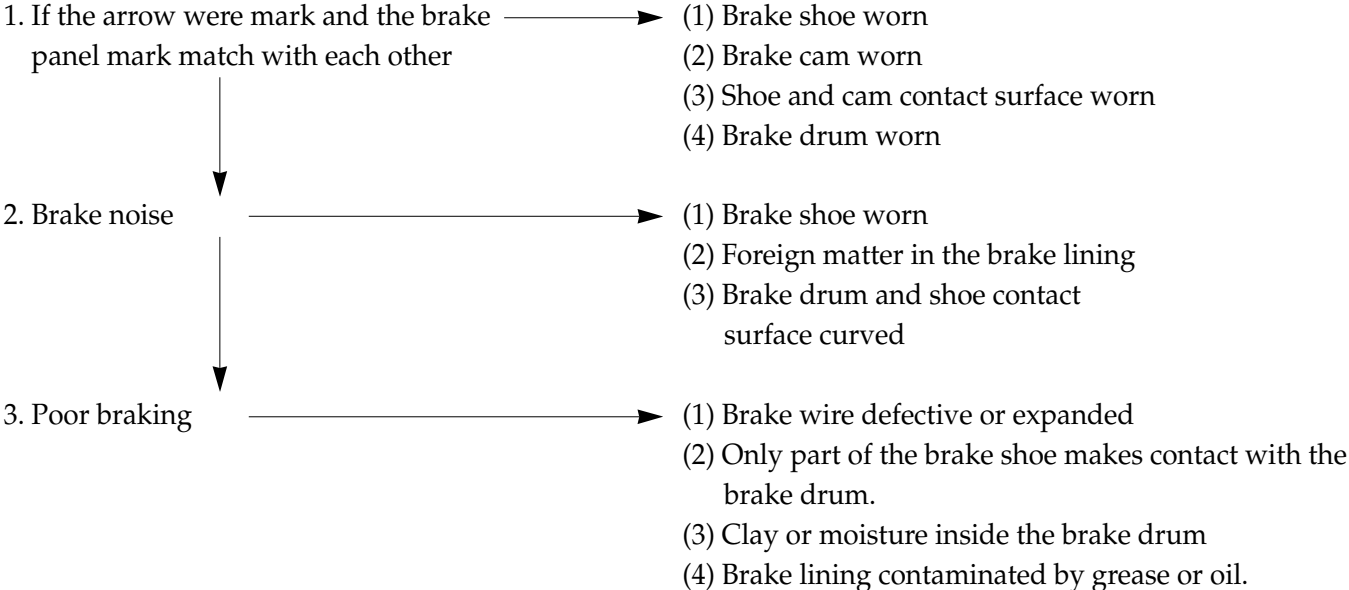 1. If the arrow were mark and the brake
panel mark match with each other
(1) Brake shoe worn
(2) Brake cam worn
(3) Shoe and cam contact surface worn
(4) Brake drum worn
2. Brake noise
(1) Brake shoe worn
(2) Foreign matter in the brake lining
(3) Brake drum and shoe contact
surface curved
3. Poor braking
(1) Brake wire defective or expanded
(2) Only part of the brake shoe makes contact with the
brake drum.
(3) Clay or moisture inside the brake drum
(4) Brake lining contaminated by grease or oil.